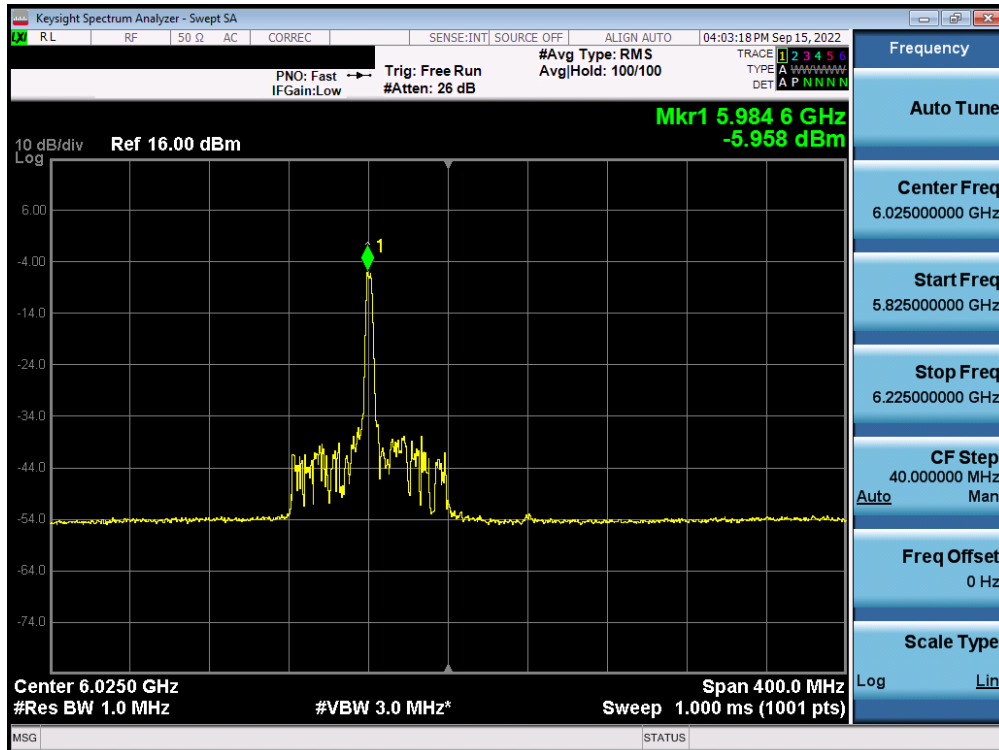 Keysight Spectrum Analyzer - Swept SA
LXI RL RF 50 Ω AC CORREC SENSE:INT SOURCE OFF ALIGN AUTO 04:03:18 PM Sep 15, 2022
PNO: Fast
IFGain:Low
Trig: Free Run
#Atten: 26 dB
#Avg Type: RMS
Avg|Hold: 100/100
TRACE 1 2 3 4 5 6
TYPE A WWWWW
DET A P N N N N
Mkr1 5.984 6 GHz
-5.958 dBm
10 dB/div Ref 16.00 dBm
Log
1
6.00
-4.00
-14.0
-24.0
-34.0
-44.0
-54.0
-64.0
-74.0
Center 6.0250 GHz Span 400.0 MHz
#Res BW 1.0 MHz #VBW 3.0 MHz* Sweep 1.000 ms (1001 pts)
MSG STATUS
Frequency
Auto Tune
Center Freq
6.025000000 GHz
Start Freq
5.825000000 GHz
Stop Freq
6.225000000 GHz
CF Step
40.000000 MHz
Auto Man
Freq Offset
0 Hz
Scale Type
Log Lin